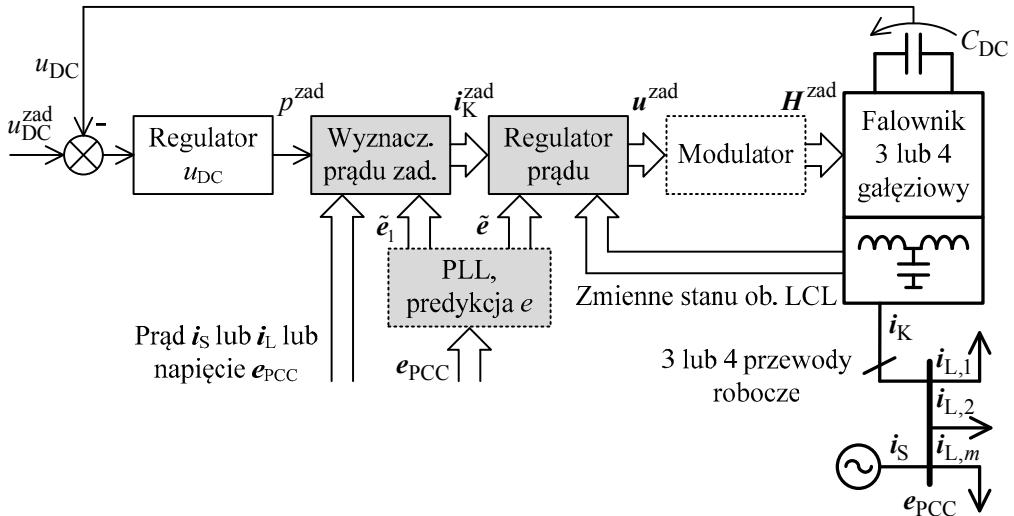 C_DC
u_DC
u_DC^zad
-
Regulator
u_DC
p^zad
Wyznacz.
prądu zad.
i_K^zad
Regulator
prądu
u^zad
Modulator
H^zad
Falownik
3 lub 4
gałęziowy
ẽ_1
ẽ
PLL,
predykcja e
Zmienne stanu ob. LCL
Prąd i_S lub i_L lub
napięcie e_PCC
e_PCC
i_K
3 lub 4 przewody
robocze
i_L,1
i_L,2
i_S
i_L,m
e_PCC